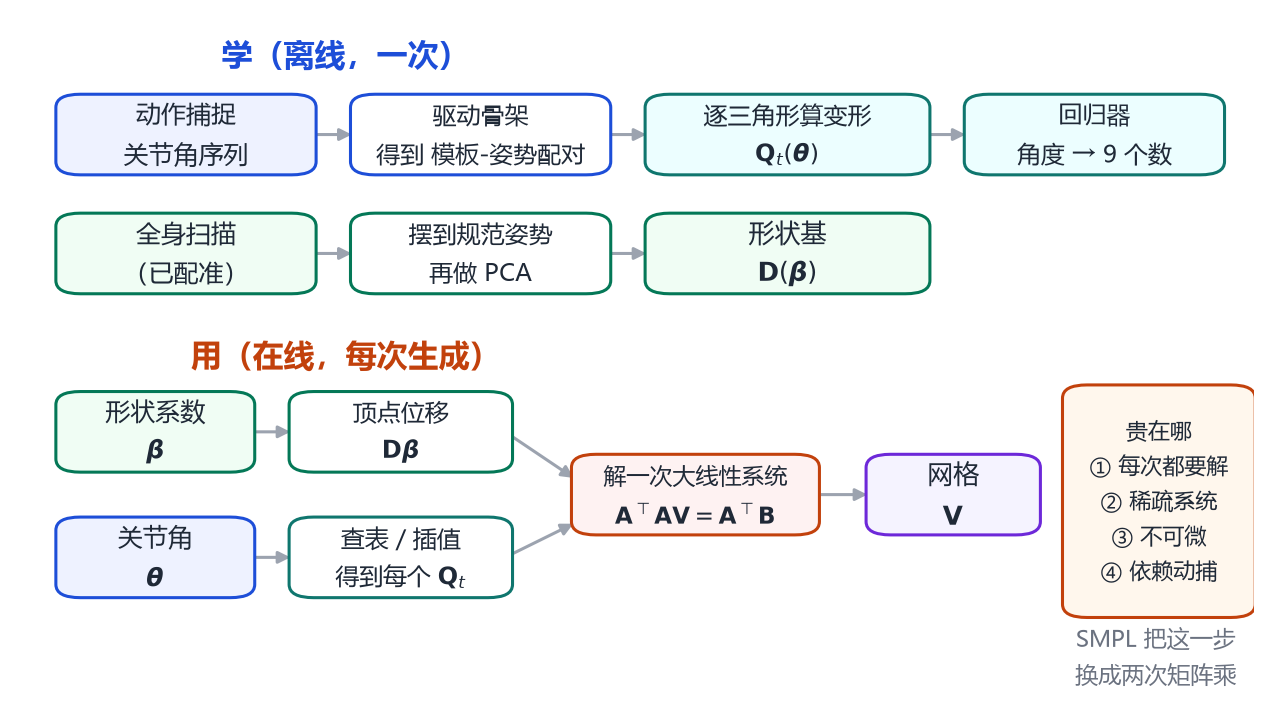 学（离线，一次）
动作捕捉
关节角序列
驱动骨架
得到 模板-姿势配对
逐三角形算变形
Qₜ(θ)
回归器
角度 → 9 个数
全身扫描
（已配准）
摆到规范姿势
再做 PCA
形状基
D(β)
用（在线，每次生成）
形状系数
β
顶点位移
Dβ
关节角
θ
查表 / 插值
得到每个 Qₜ
解一次大线性系统
A⊤AV = A⊤B
网格
V
贵在哪
① 每次都要解
② 稀疏系统
③ 不可微
④ 依赖动捕
SMPL 把这一步
换成两次矩阵乘